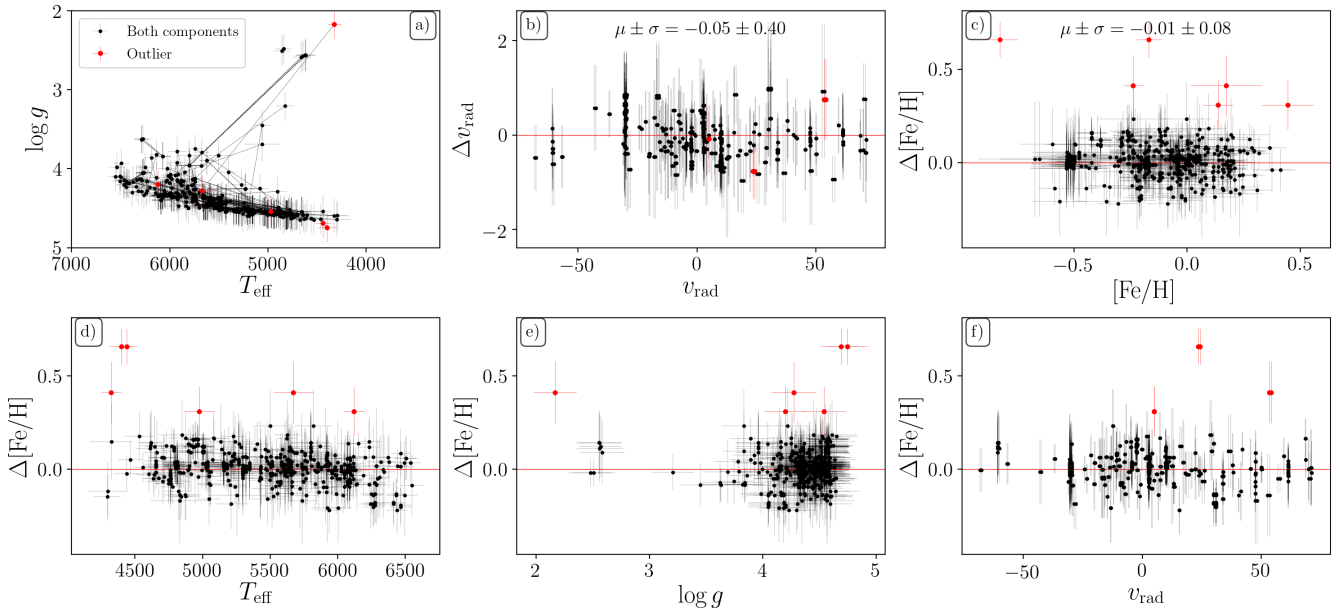 a)
Both components
Outlier
log g
2
3
4
5
7000 6000 5000 4000
T_eff
b)
μ ± σ = −0.05 ± 0.40
Δv_rad
2
0
−2
−50 0 50
v_rad
c)
μ ± σ = −0.01 ± 0.08
Δ[Fe/H]
0.5
0.0
−0.5 0.0 0.5
[Fe/H]
d)
Δ[Fe/H]
0.5
0.0
4500 5000 5500 6000 6500
T_eff
e)
Δ[Fe/H]
0.5
0.0
2 3 4 5
log g
f)
Δ[Fe/H]
0.5
0.0
−50 0 50
v_rad